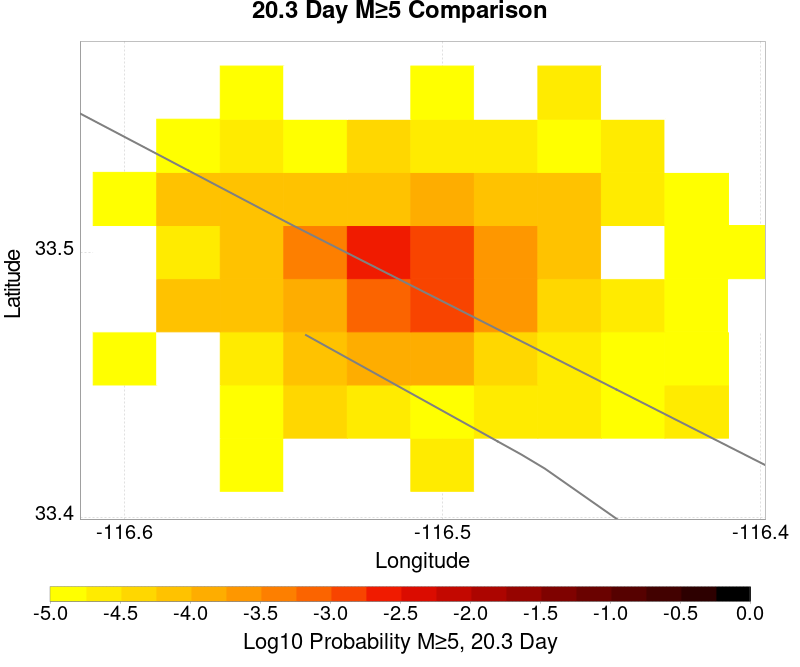 20.3 Day M≥5 Comparison
Latitude
33.5
33.4
-116.6 -116.5 -116.4
Longitude
-5.0 -4.5 -4.0 -3.5 -3.0 -2.5 -2.0 -1.5 -1.0 -0.5 0.0
Log10 Probability M≥5, 20.3 Day